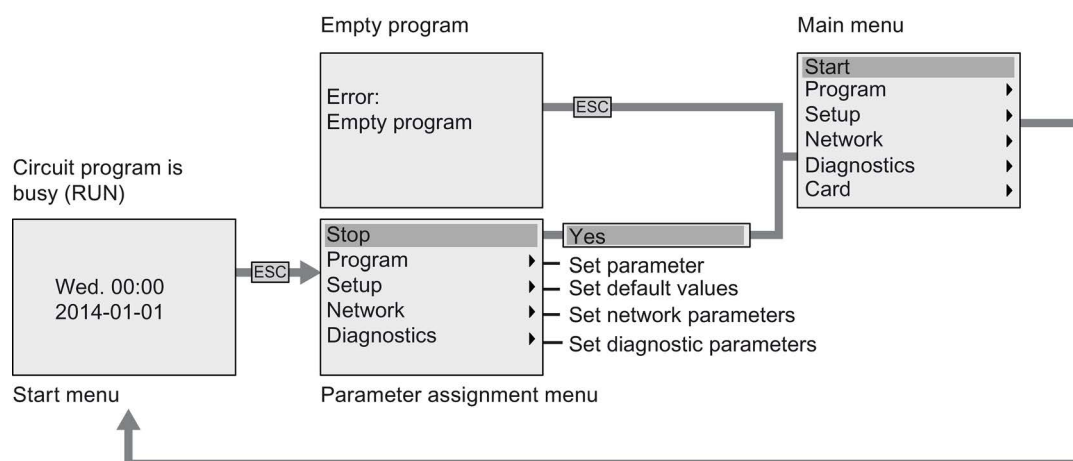 Empty program
Main menu
Error:
Empty program
ESC
Start
Program
Setup
Network
Diagnostics
Card
Circuit program is
busy (RUN)
Wed. 00:00
2014-01-01
ESC
Stop
Program
Setup
Network
Diagnostics
Yes
Set parameter
Set default values
Set network parameters
Set diagnostic parameters
Start menu
Parameter assignment menu